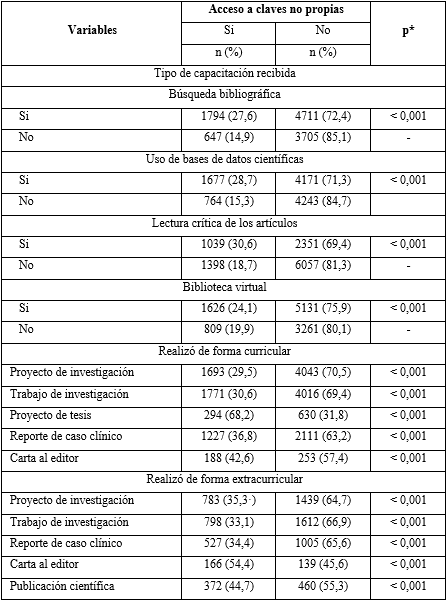 Variables Acceso a claves no propias p*
Si No
n (%) n (%)
Tipo de capacitación recibida
Búsqueda bibliográfica
Si 1794 (27,6) 4711 (72,4) < 0,001
No 647 (14,9) 3705 (85,1) -
Uso de bases de datos científicas
Si 1677 (28,7) 4171 (71,3) < 0,001
No 764 (15,3) 4243 (84,7)
Lectura crítica de los artículos
Si 1039 (30,6) 2351 (69,4) < 0,001
No 1398 (18,7) 6057 (81,3) -
Biblioteca virtual
Si 1626 (24,1) 5131 (75,9) < 0,001
No 809 (19,9) 3261 (80,1) -
Realizó de forma curricular
Proyecto de investigación 1693 (29,5) 4043 (70,5) < 0,001
Trabajo de investigación 1771 (30,6) 4016 (69,4) < 0,001
Proyecto de tesis 294 (68,2) 630 (31,8) < 0,001
Reporte de caso clínico 1227 (36,8) 2111 (63,2) < 0,001
Carta al editor 188 (42,6) 253 (57,4) < 0,001
Realizó de forma extracurricular
Proyecto de investigación 783 (35,3·) 1439 (64,7) < 0,001
Trabajo de investigación 798 (33,1) 1612 (66,9) < 0,001
Reporte de caso clínico 527 (34,4) 1005 (65,6) < 0,001
Carta al editor 166 (54,4) 139 (45,6) < 0,001
Publicación científica 372 (44,7) 460 (55,3) < 0,001